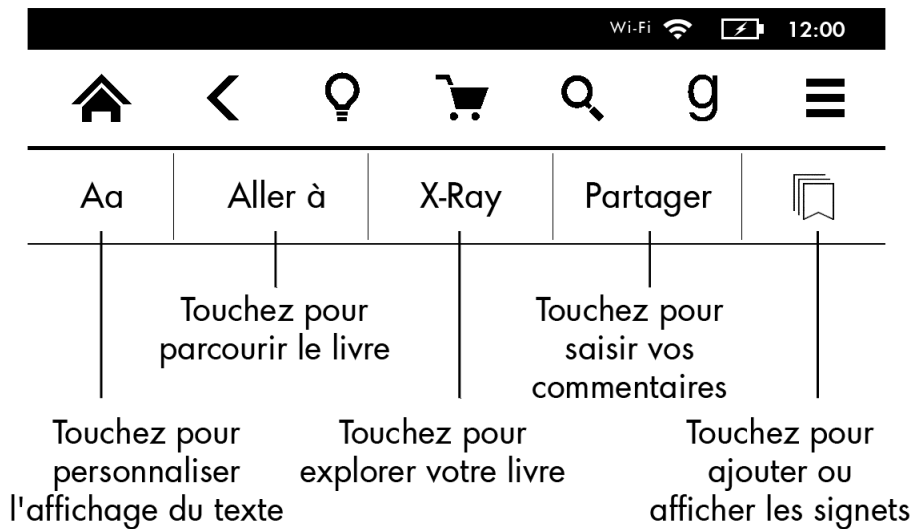 Wi-Fi 12:00
g
Aa Aller à X-Ray Partager
Touchez pour
parcourir le livre
Touchez pour
saisir vos
commentaires
Touchez pour
personnaliser
l'affichage du texte
Touchez pour
explorer votre livre
Touchez pour
ajouter ou
afficher les signets